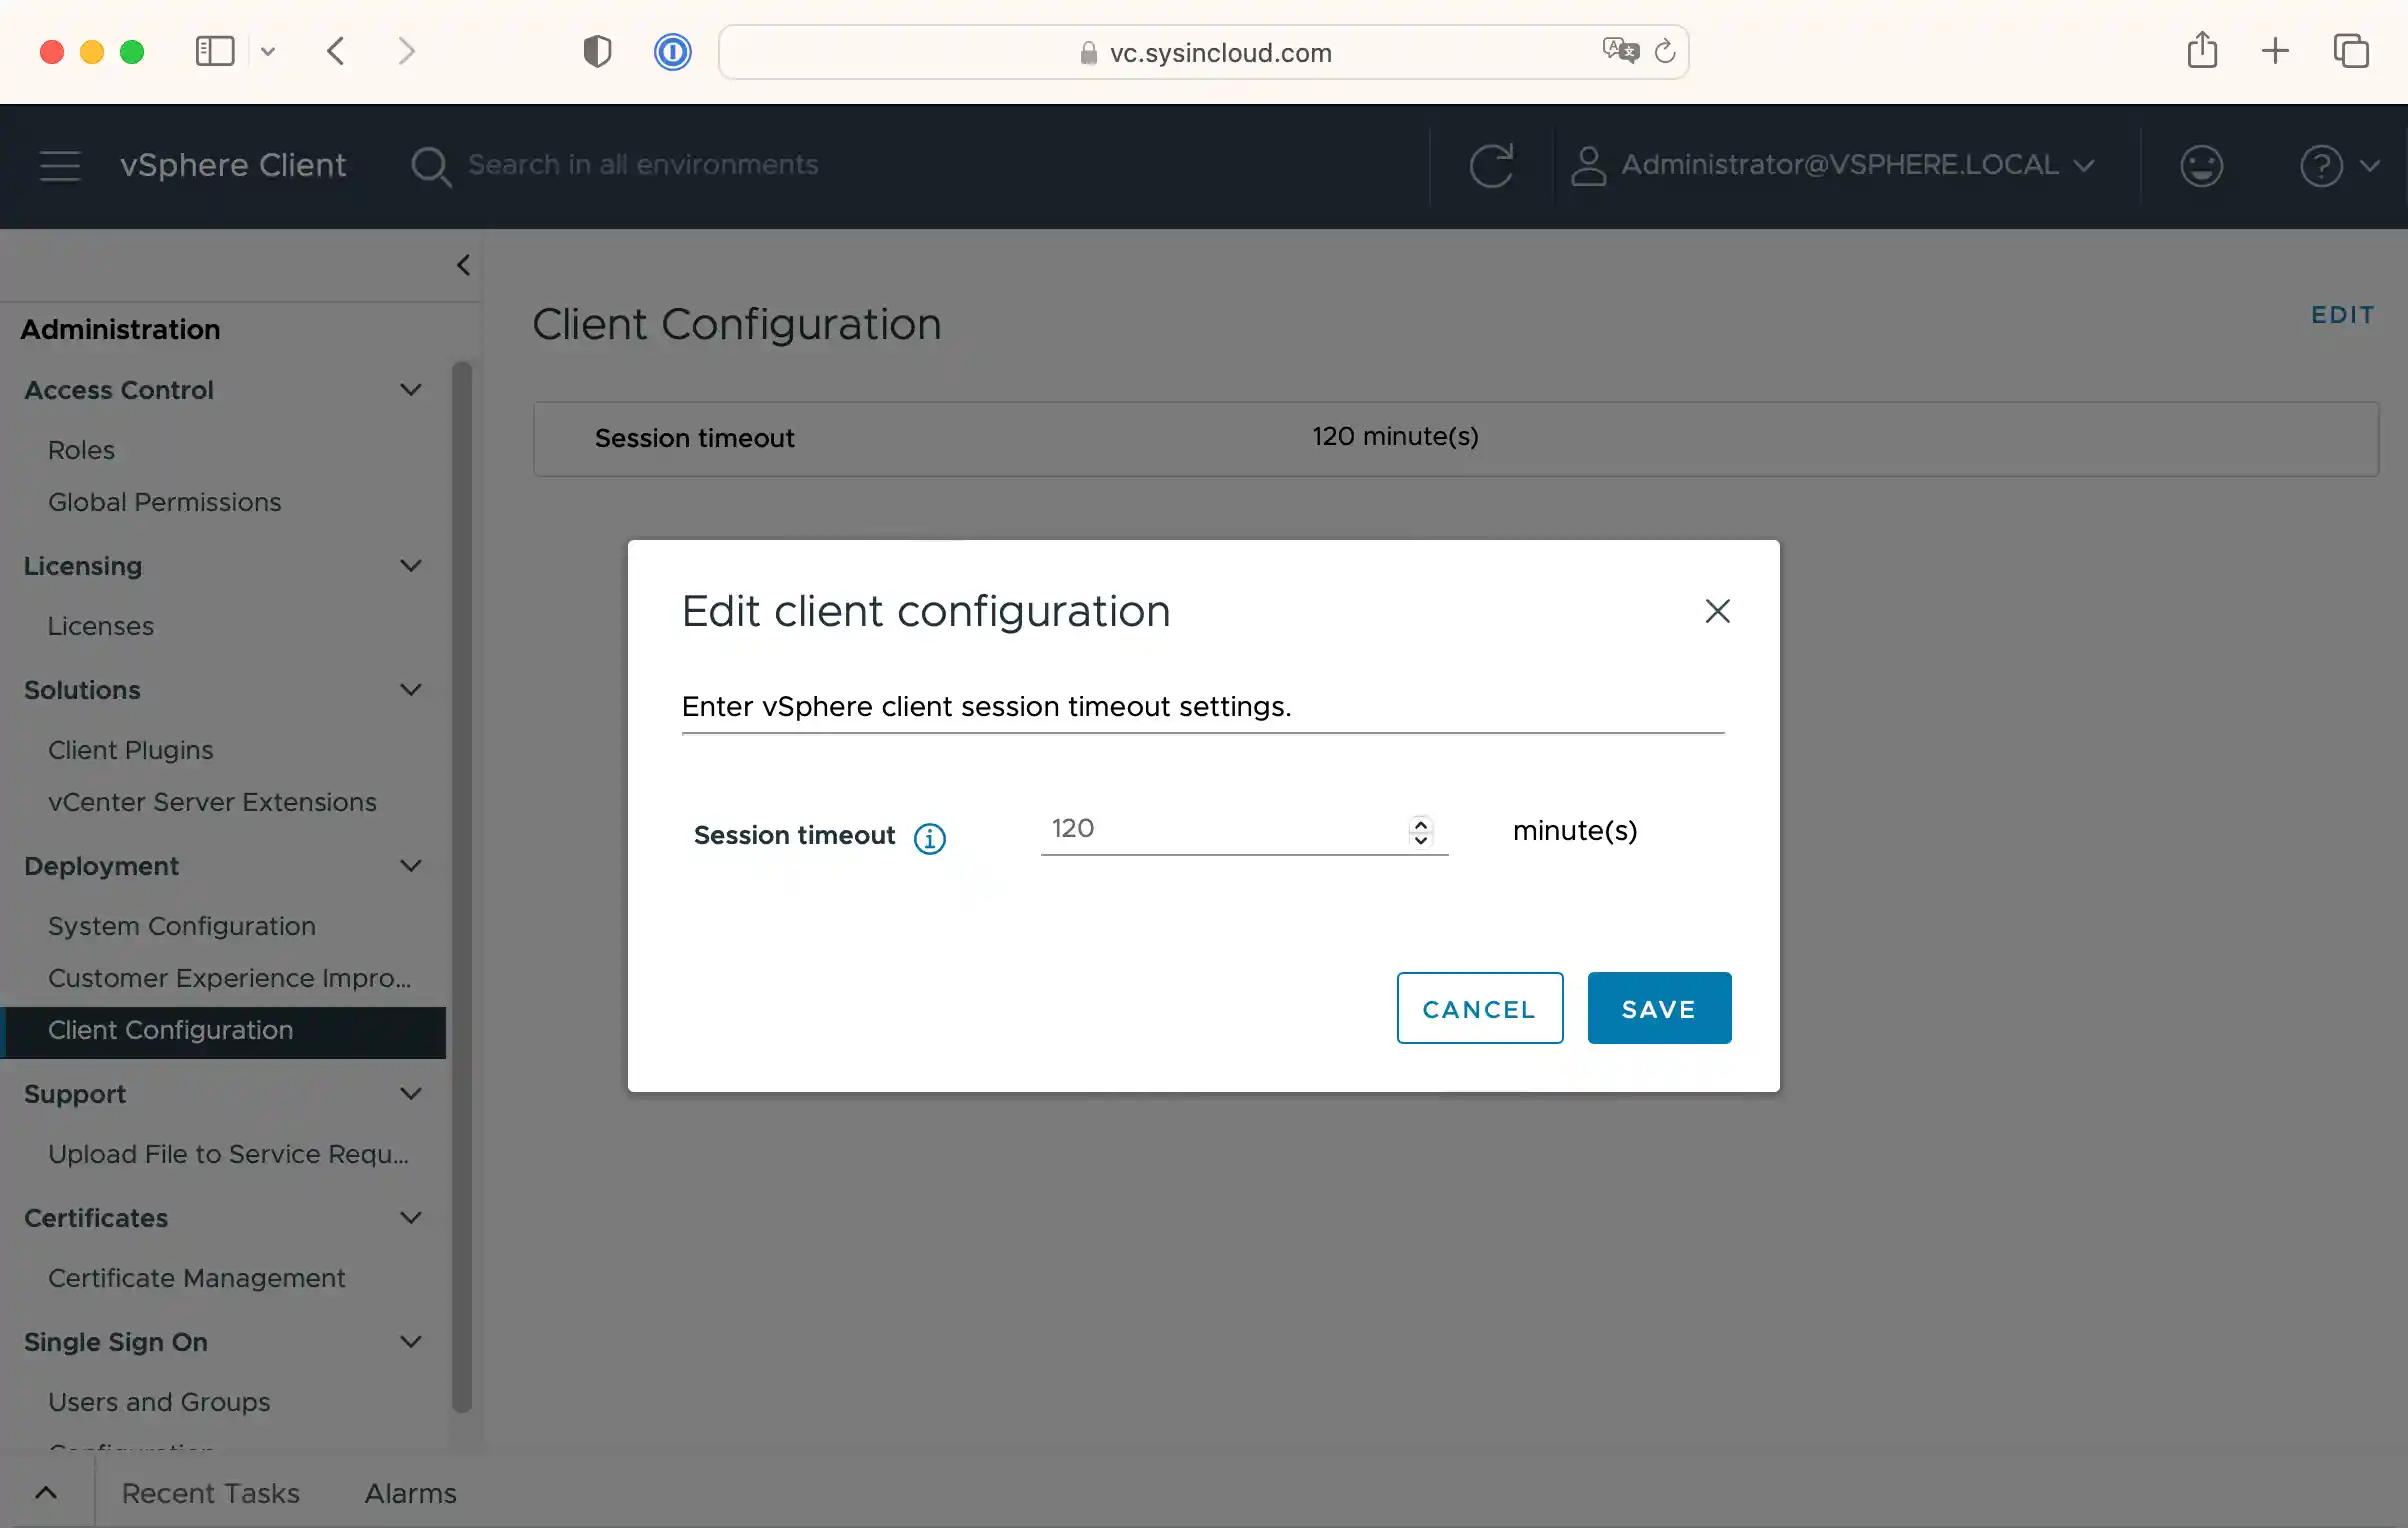 vc.sysincloud.com
vSphere Client
Search in all environments
Administrator@VSPHERE.LOCAL
Administration
Access Control
Roles
Global Permissions
Licensing
Licenses
Solutions
Client Plugins
vCenter Server Extensions
Deployment
System Configuration
Customer Experience Impro...
Client Configuration
Support
Upload File to Service Requ...
Certificates
Certificate Management
Single Sign On
Users and Groups
Configuration
Client Configuration
EDIT
Session timeout 120 minute(s)
Edit client configuration
Enter vSphere client session timeout settings.
Session timeout 120 minute(s)
CANCEL SAVE
Recent Tasks Alarms